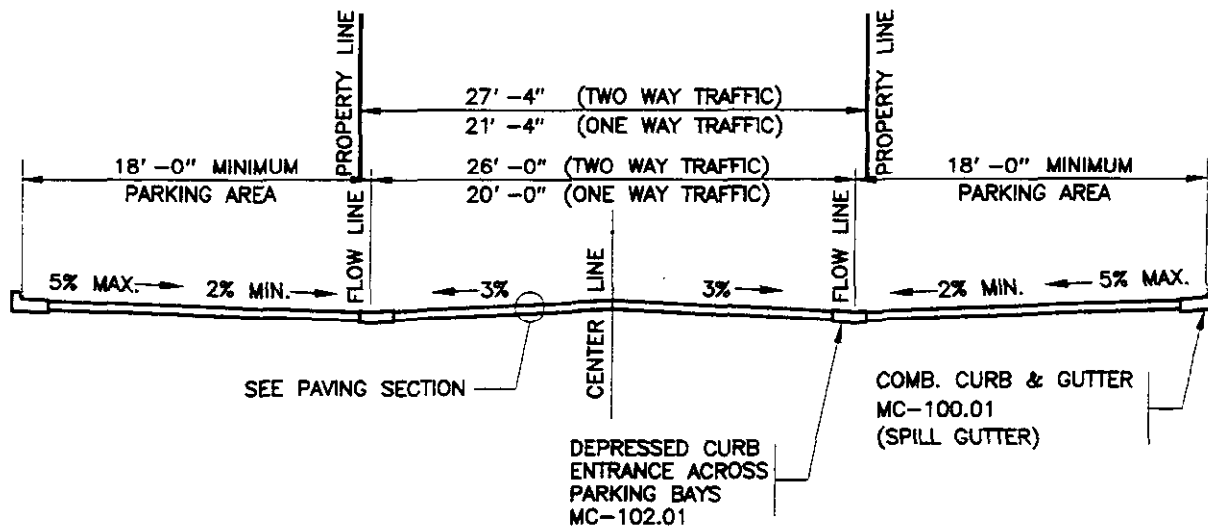 PROPERTY LINE
PROPERTY LINE
27'-4" (TWO WAY TRAFFIC)
21'-4" (ONE WAY TRAFFIC)
18'-0" MINIMUM
PARKING AREA
26'-0" (TWO WAY TRAFFIC)
20'-0" (ONE WAY TRAFFIC)
18'-0" MINIMUM
PARKING AREA
FLOW LINE
FLOW LINE
5% MAX.
2% MIN.
3%
3%
2% MIN.
5% MAX.
CENTER LINE
SEE PAVING SECTION
DEPRESSED CURB
ENTRANCE ACROSS
PARKING BAYS
MC-102.01
COMB. CURB & GUTTER
MC-100.01
(SPILL GUTTER)